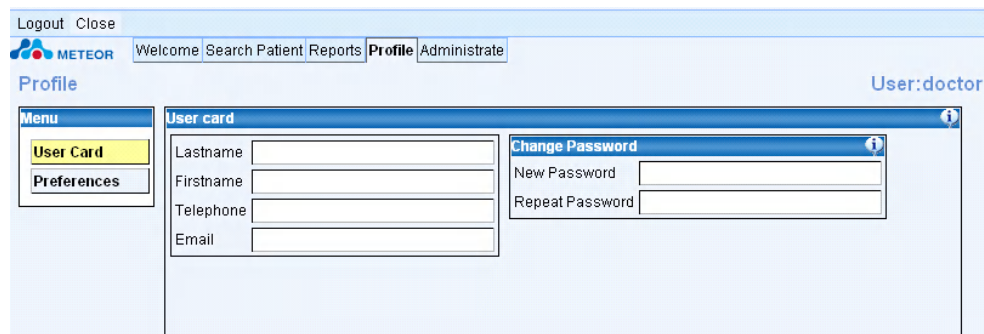 Logout Close
METEOR Welcome Search Patient Reports Profile Administrate
Profile User:doctor
Menu
User Card
Preferences
User card
Lastname
Firstname
Telephone
Email
Change Password
New Password
Repeat Password